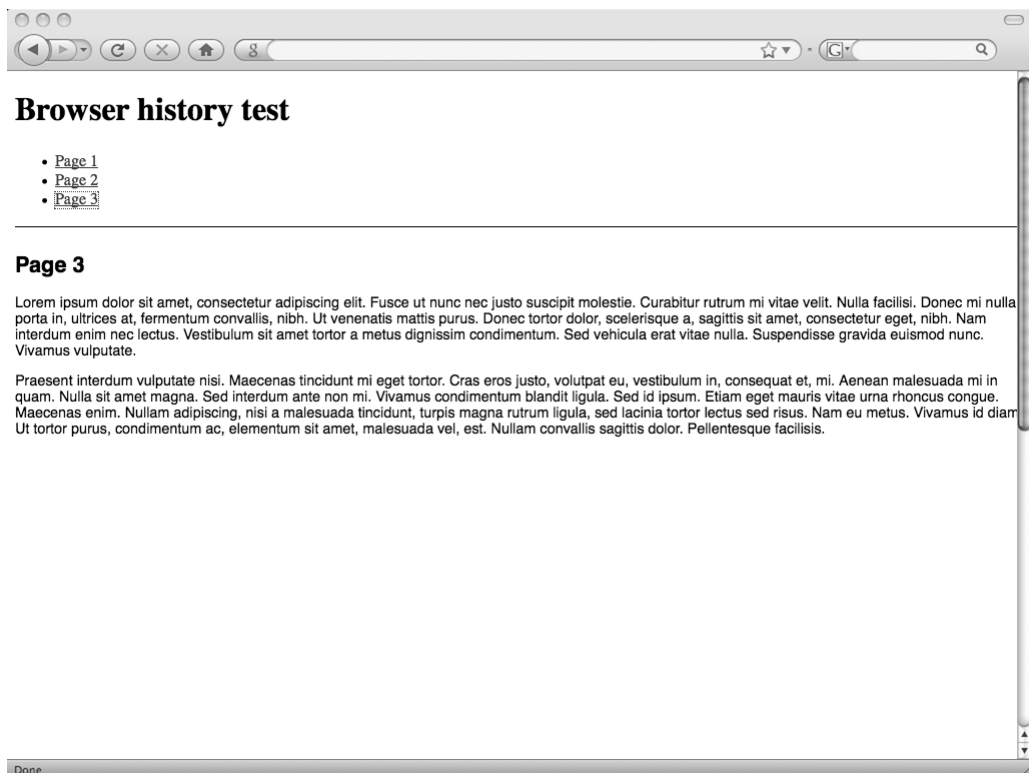 g
G
Browser history test
• Page 1
• Page 2
• Page 3
Page 3
Lorem ipsum dolor sit amet, consectetur adipiscing elit. Fusce ut nunc nec justo suscipit molestie. Curabitur rutrum mi vitae velit. Nulla facilisi. Donec mi nulla
porta in, ultrices at, fermentum convallis, nibh. Ut venenatis mattis purus. Donec tortor dolor, scelerisque a, sagittis sit amet, consectetur eget, nibh. Nam
interdum enim nec lectus. Vestibulum sit amet tortor a metus dignissim condimentum. Sed vehicula erat vitae nulla. Suspendisse gravida euismod nunc.
Vivamus vulputate.
Praesent interdum vulputate nisi. Maecenas tincidunt mi eget tortor. Cras eros justo, volutpat eu, vestibulum in, consequat et, mi. Aenean malesuada mi in
quam. Nulla sit amet magna. Sed interdum ante non mi. Vivamus condimentum blandit ligula. Sed id ipsum. Etiam eget mauris vitae urna rhoncus congue.
Maecenas enim. Nullam adipiscing, nisi a malesuada tincidunt, turpis magna rutrum ligula, sed lacinia tortor lectus sed risus. Nam eu metus. Vivamus id diam
Ut tortor purus, condimentum ac, elementum sit amet, malesuada vel, est. Nullam convallis sagittis dolor. Pellentesque facilisis.
Done